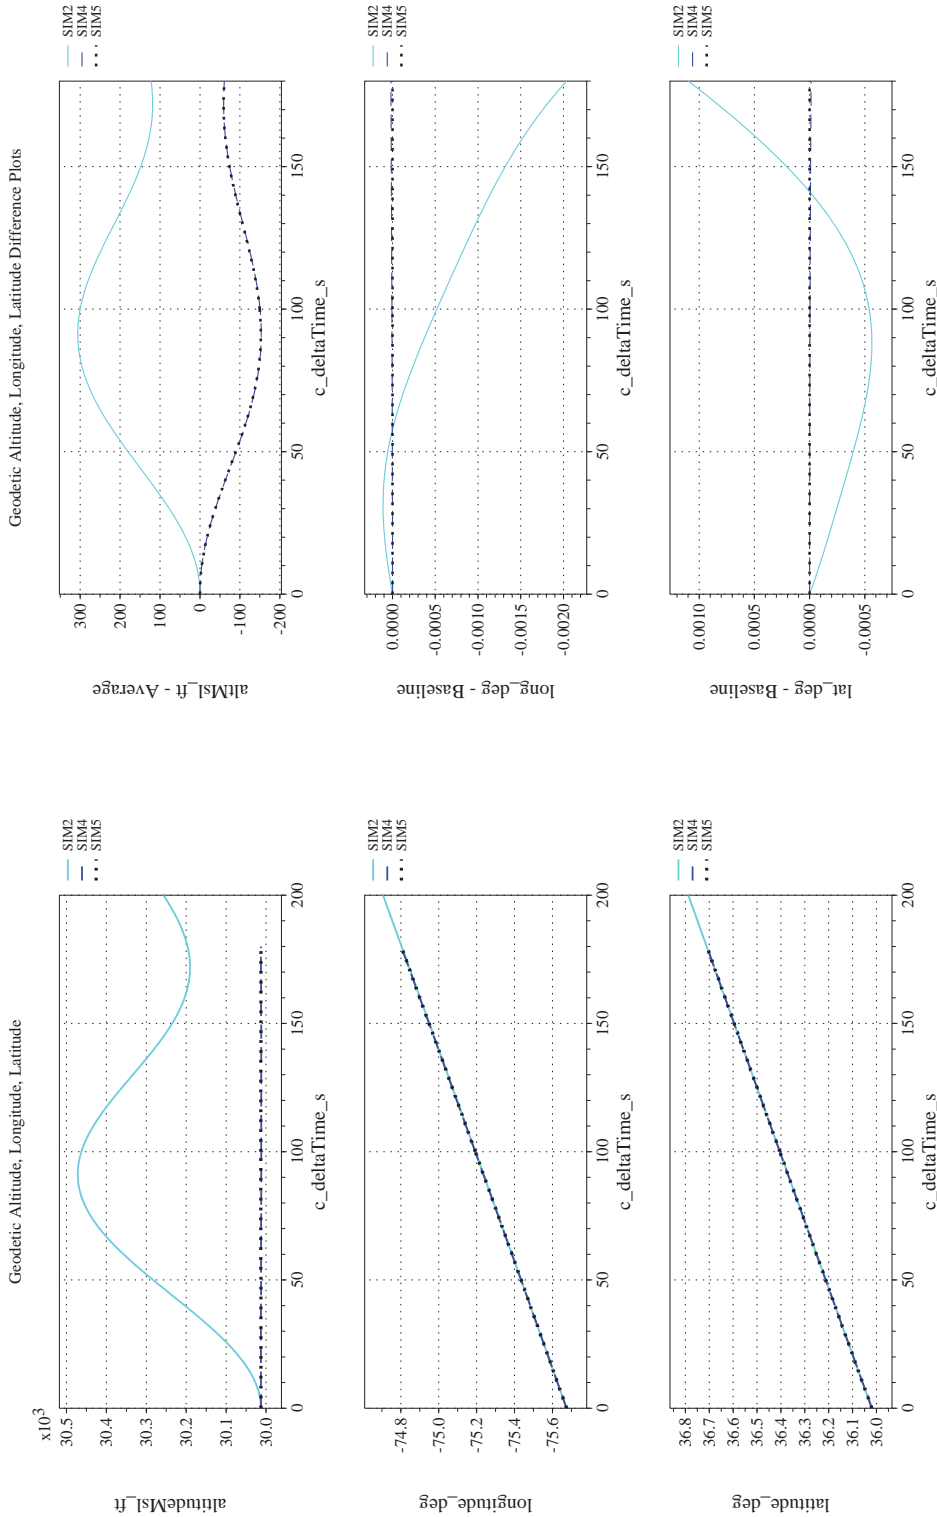 Geodetic Altitude, Longitude, Latitude
x10³
30.5
30.4
30.3
30.2
30.1
30.0
altitudeMsl_ft
0 50 100 150 200
c_deltaTime_s
SIM2
SIM4
SIM5
-74.8
-75.0
-75.2
-75.4
-75.6
longitude_deg
0 50 100 150 200
c_deltaTime_s
SIM2
SIM4
SIM5
36.8
36.7
36.6
36.5
36.4
36.3
36.2
36.1
36.0
latitude_deg
0 50 100 150 200
c_deltaTime_s
SIM2
SIM4
SIM5
Geodetic Altitude, Longitude, Latitude Difference Plots
300
200
100
0
-100
-200
altMsl_ft - Average
0 50 100 150
c_deltaTime_s
SIM2
SIM4
SIM5
0.0000
-0.0005
-0.0010
-0.0015
-0.0020
long_deg - Baseline
0 50 100 150
c_deltaTime_s
SIM2
SIM4
SIM5
0.0010
0.0005
0.0000
-0.0005
lat_deg - Baseline
0 50 100 150
c_deltaTime_s
SIM2
SIM4
SIM5